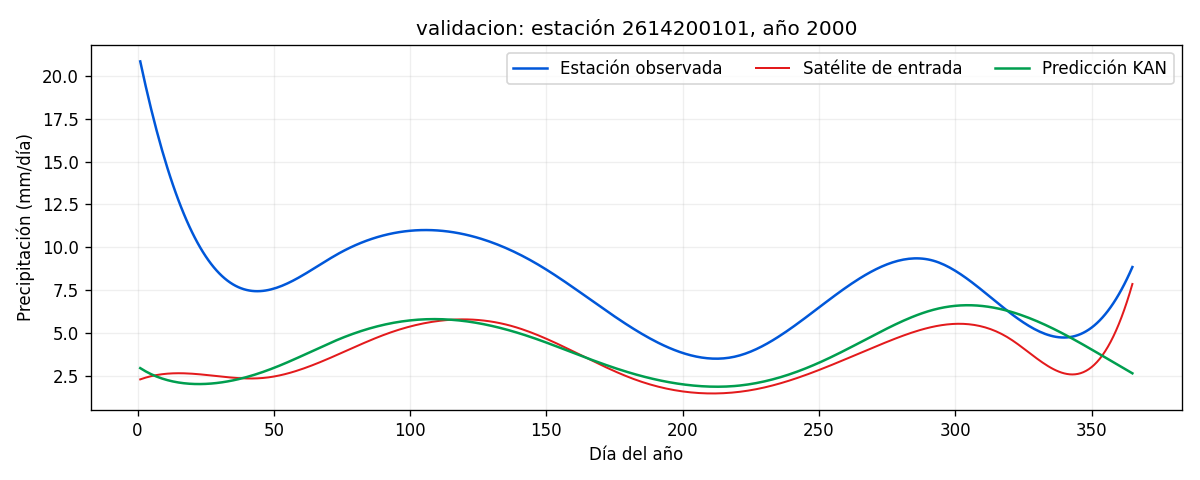 validacion: estación 2614200101, año 2000
Estación observada
Satélite de entrada
Predicción KAN
Precipitación (mm/día)
20.0
17.5
15.0
12.5
10.0
7.5
5.0
2.5
0 50 100 150 200 250 300 350
Día del año